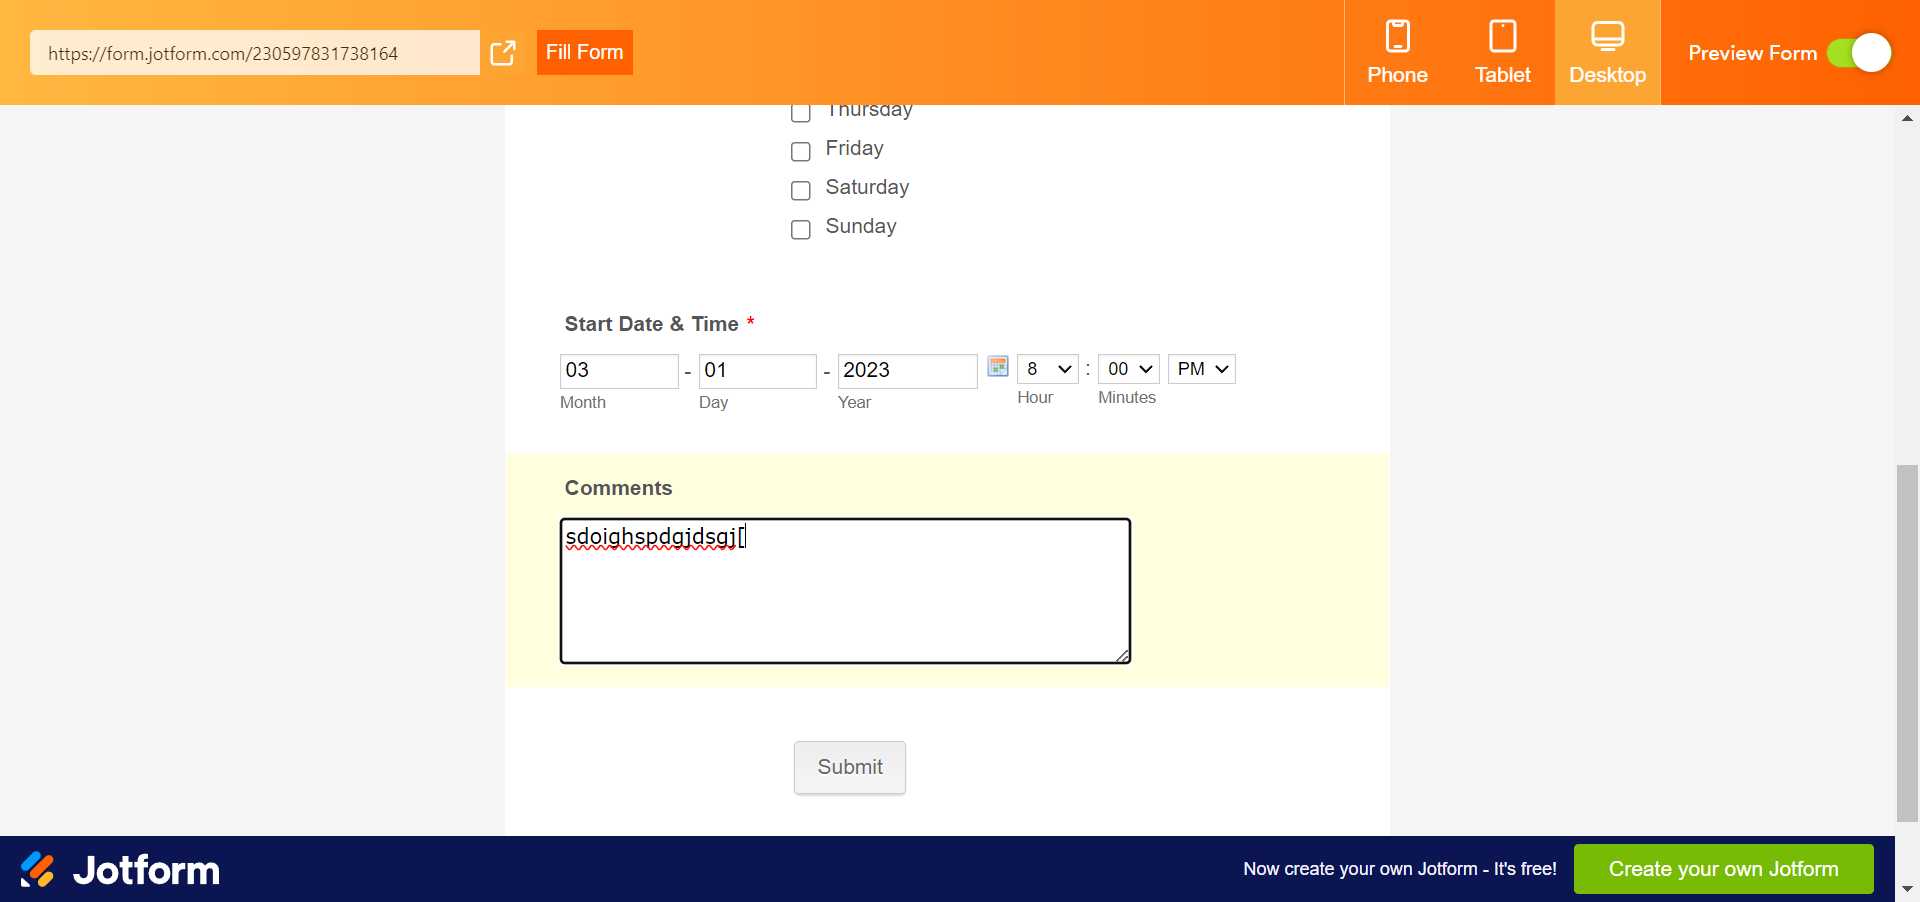 https://form.jotform.com/230597831738164
Fill Form
Phone
Tablet
Desktop
Preview Form
Thursday
Friday
Saturday
Sunday
Start Date & Time *
03 - 01 - 2023 8 : 00 PM
Month Day Year Hour Minutes
Comments
sdoighspdgjdsgj[
Submit
Jotform
Now create your own Jotform - It's free!
Create your own Jotform